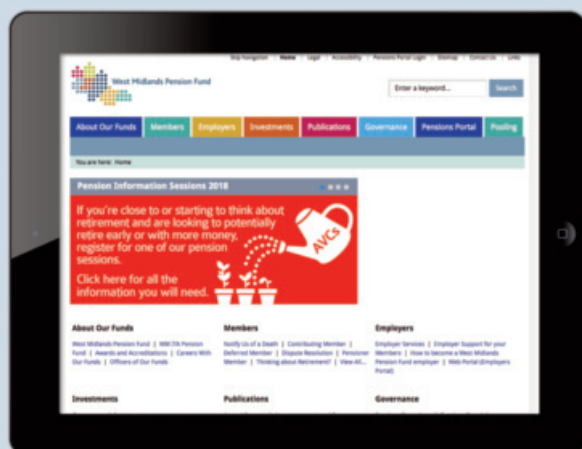 Skip Navigation | Home | Legal | Accessibility | Pensions Portal Login | Sitemap | Contact Us | Links
West Midlands Pension Fund
Enter a keyword... Search
About Our Funds Members Employers Investments Publications Governance Pensions Portal Pooling
You are here: Home
Pension Information Sessions 2018
If you're close to or starting to think about
retirement and are looking to potentially
retire early or with more money,
register for one of our pension
sessions.
AVCs
Click here for all the
information you will need.
About Our Funds Members Employers
West Midlands Pension Fund | WM ITA Pension Notify Us of a Death | Contributing Member | Employer Services | Employer Support for your
Fund | Awards and Accreditations | Careers With Deferred Member | Dispute Resolution | Pensioner Members | How to become a West Midlands
Our Funds | Officers of Our Funds Member | Thinking about Retirement? | View All... Pension Fund employer | Web Portal (Employers
Portal)
Investments Publications Governance